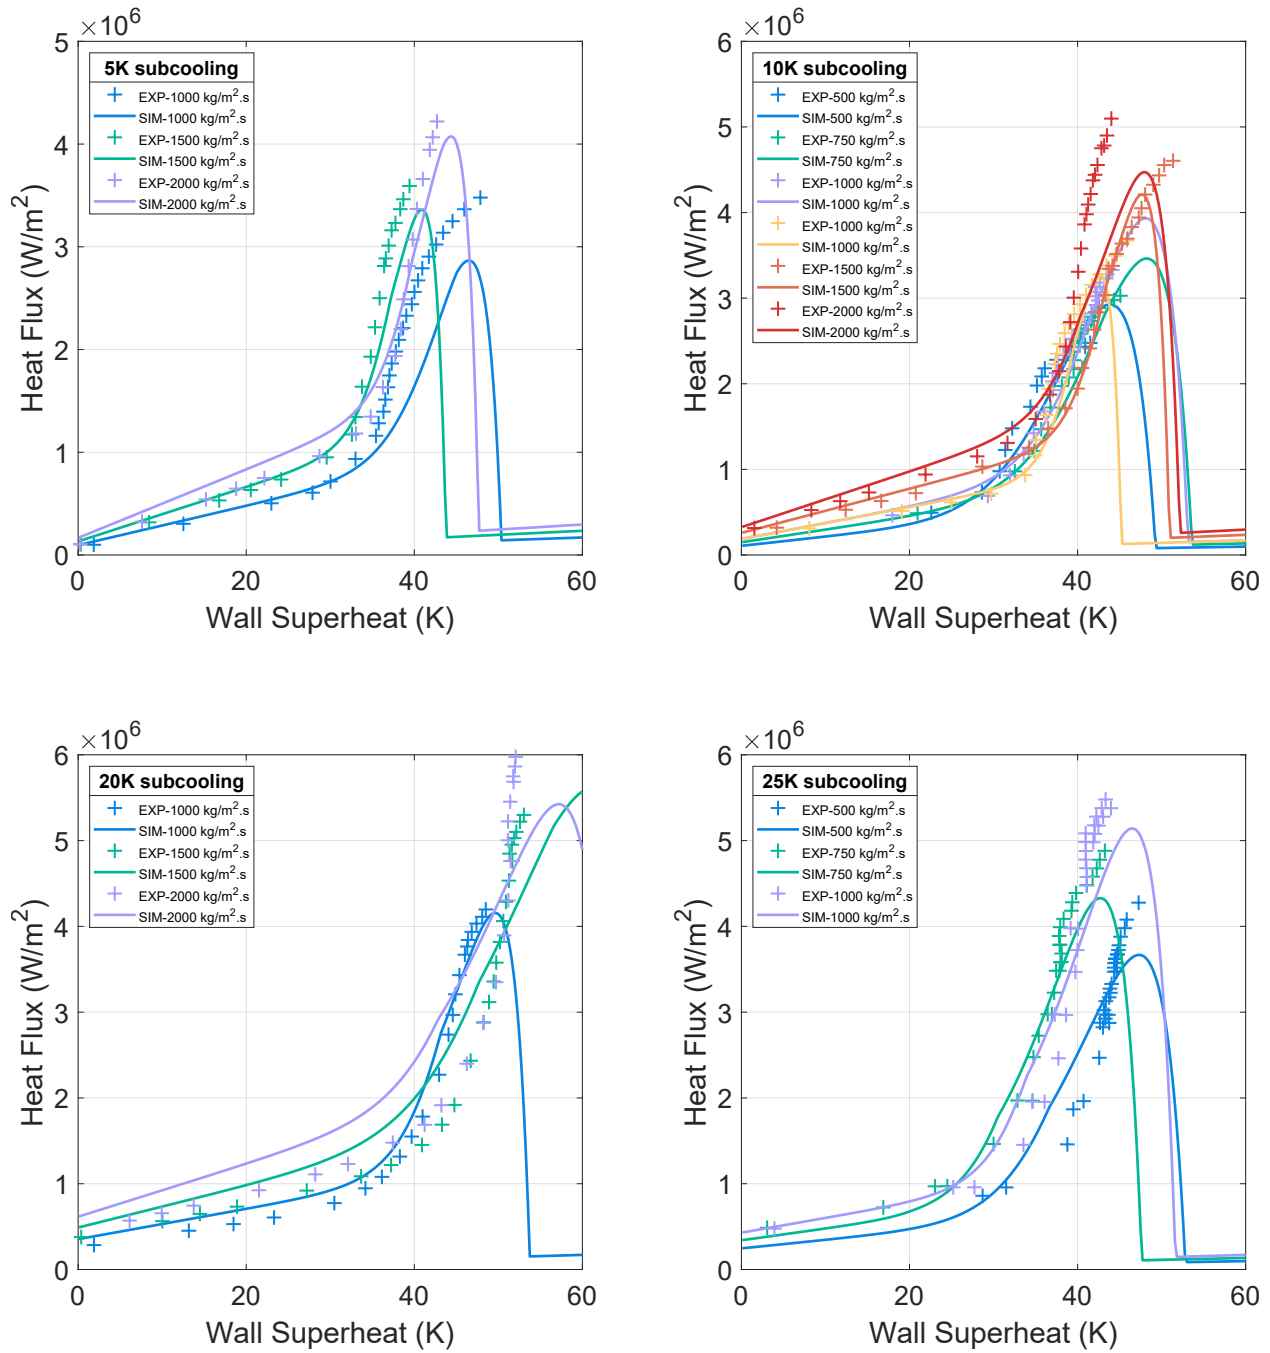 ×10^6
5
4
3
2
1
0
0
20
40
60
Heat Flux (W/m^2)
Wall Superheat (K)
5K subcooling
EXP-1000 kg/m^2.s
SIM-1000 kg/m^2.s
EXP-1500 kg/m^2.s
SIM-1500 kg/m^2.s
EXP-2000 kg/m^2.s
SIM-2000 kg/m^2.s
×10^6
6
5
4
3
2
1
0
0
20
40
60
Heat Flux (W/m^2)
Wall Superheat (K)
10K subcooling
EXP-500 kg/m^2.s
SIM-500 kg/m^2.s
EXP-750 kg/m^2.s
SIM-750 kg/m^2.s
EXP-1000 kg/m^2.s
SIM-1000 kg/m^2.s
EXP-1000 kg/m^2.s
SIM-1000 kg/m^2.s
EXP-1500 kg/m^2.s
SIM-1500 kg/m^2.s
EXP-2000 kg/m^2.s
SIM-2000 kg/m^2.s
×10^6
6
5
4
3
2
1
0
0
20
40
60
Heat Flux (W/m^2)
Wall Superheat (K)
20K subcooling
EXP-1000 kg/m^2.s
SIM-1000 kg/m^2.s
EXP-1500 kg/m^2.s
SIM-1500 kg/m^2.s
EXP-2000 kg/m^2.s
SIM-2000 kg/m^2.s
×10^6
6
5
4
3
2
1
0
0
20
40
60
Heat Flux (W/m^2)
Wall Superheat (K)
25K subcooling
EXP-500 kg/m^2.s
SIM-500 kg/m^2.s
EXP-750 kg/m^2.s
SIM-750 kg/m^2.s
EXP-1000 kg/m^2.s
SIM-1000 kg/m^2.s